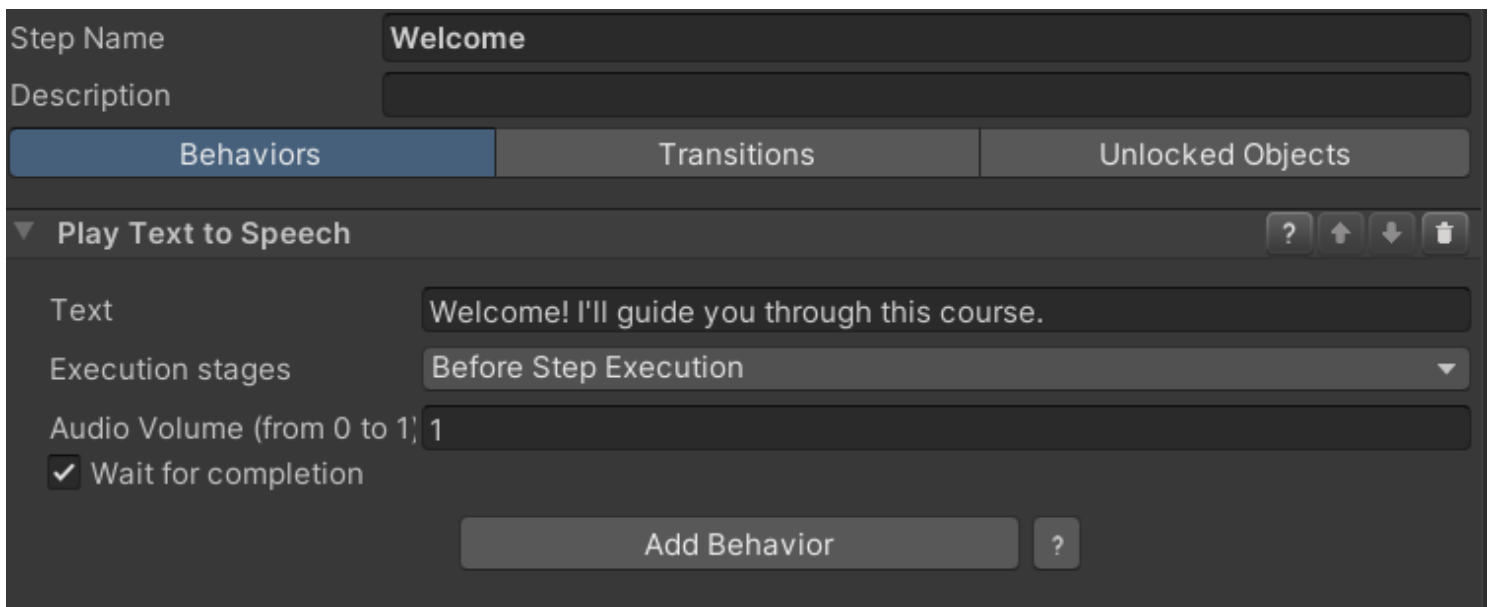 Step Name Welcome
Description
Behaviors Transitions Unlocked Objects
Play Text to Speech ?
Text Welcome! I'll guide you through this course.
Execution stages Before Step Execution
Audio Volume (from 0 to 1) 1
Wait for completion
Add Behavior ?